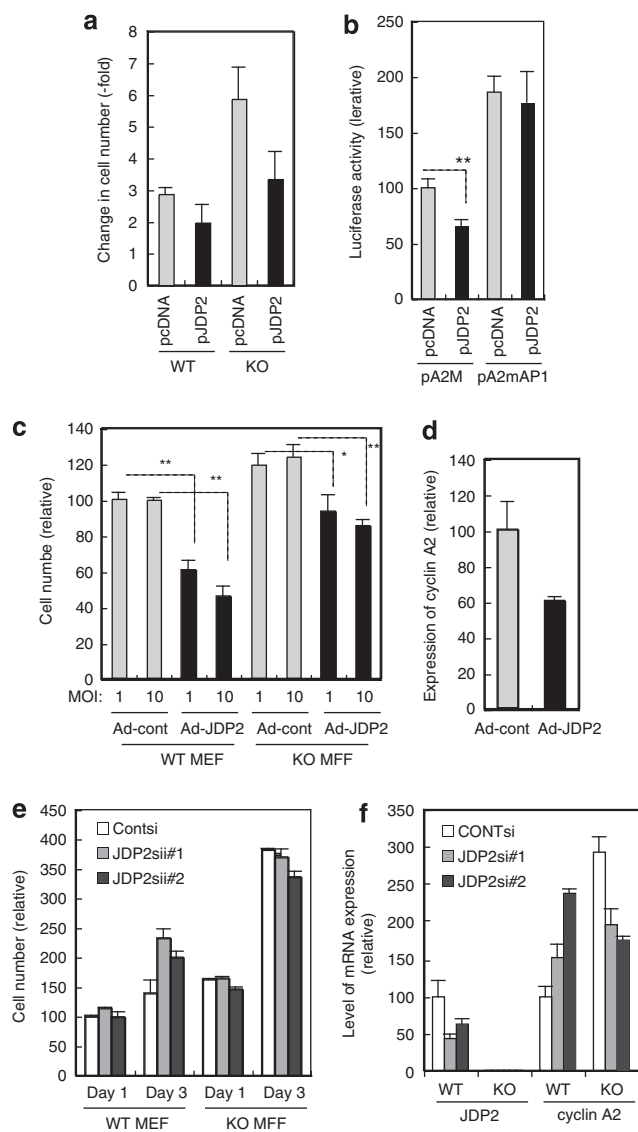 a
Change in cell number (-fold)
8
7
6
5
4
3
2
1
0
pcDNA
pJDP2
pcDNA
pJDP2
WT
KO
b
Luciferase activity (lerative)
250
200
150
100
50
0
**
pcDNA
pJDP2
pcDNA
pJDP2
pA2M
pA2mAP1
c
Cell numbe (relative)
140
120
100
80
60
40
20
0
**
**
*
**
MOI: 1 10 1 10 1 10 1 10
Ad-cont Ad-JDP2 Ad-cont Ad-JDP2
WT MEF KO MFF
d
Expression of cyclin A2 (relative)
140
120
100
80
60
40
20
0
Ad-cont Ad-JDP2
e
Cell number (relative)
450
400
350
300
250
200
150
100
50
0
Contsi
JDP2sii#1
JDP2sii#2
Day 1 Day 3 Day 1 Day 3
WT MEF KO MFF
f
Level of mRNA expression
(relative)
350
300
250
200
150
100
50
0
CONTsi
JDP2si#1
JDP2si#2
WT KO WT KO
JDP2 cyclin A2